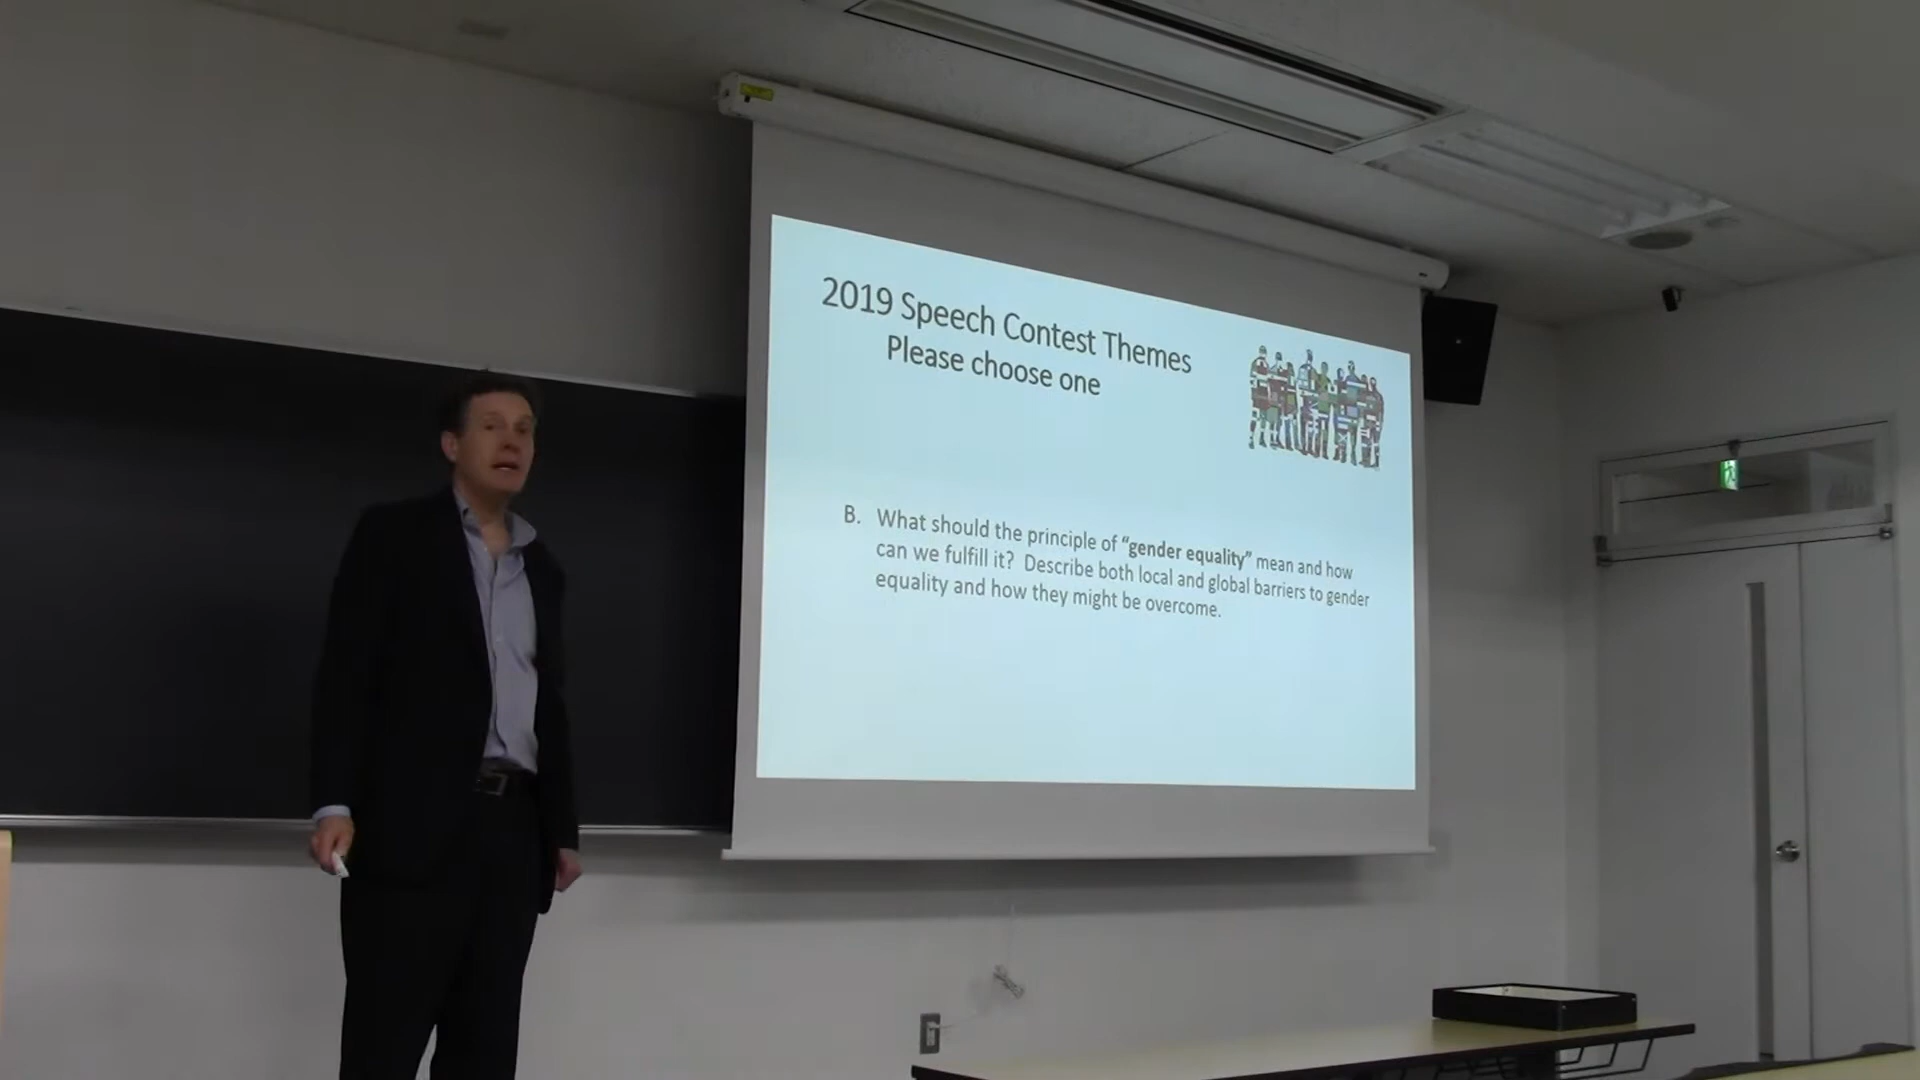 2019 Speech Contest Themes
Please choose one
B. What should the principle of “gender equality” mean and how
can we fulfill it? Describe both local and global barriers to gender
equality and how they might be overcome.